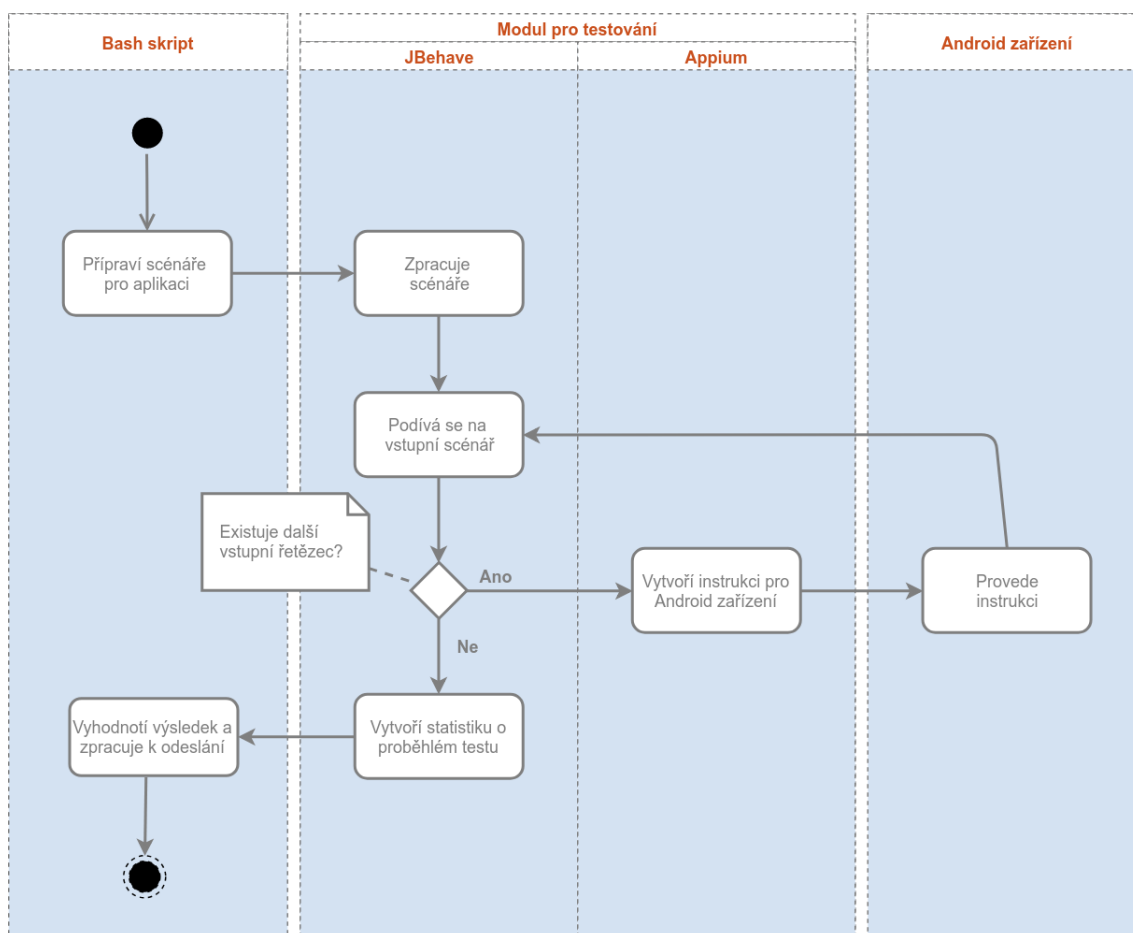 Bash skript
Modul pro testování
JBehave
Appium
Android zařízení
Přípraví scénáře
pro aplikaci
Zpracuje
scénáře
Podívá se na
vstupní scénář
Existuje další
vstupní řetězec?
Ano
Vytvoří instrukci pro
Android zařízení
Provede
instrukci
Ne
Vyhodnotí výsledek a
zpracuje k odeslání
Vytvoří statistiku o
proběhlém testu